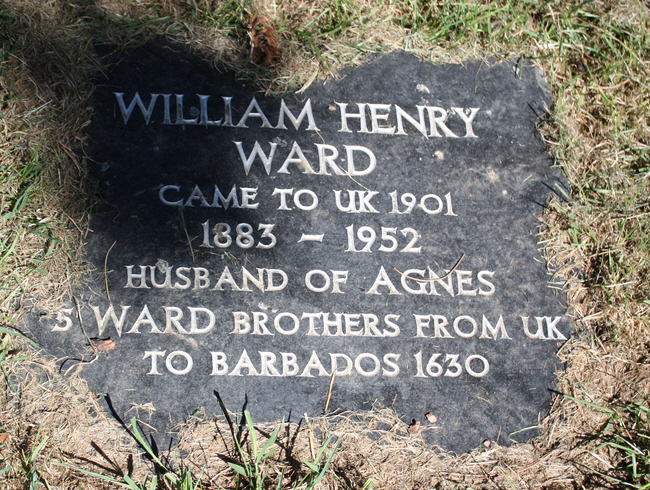 WILLIAM HENRY
WARD
CAME TO UK 1901
1883 – 1952
HUSBAND OF AGNES
5 WARD BROTHERS FROM UK
TO BARBADOS 1630